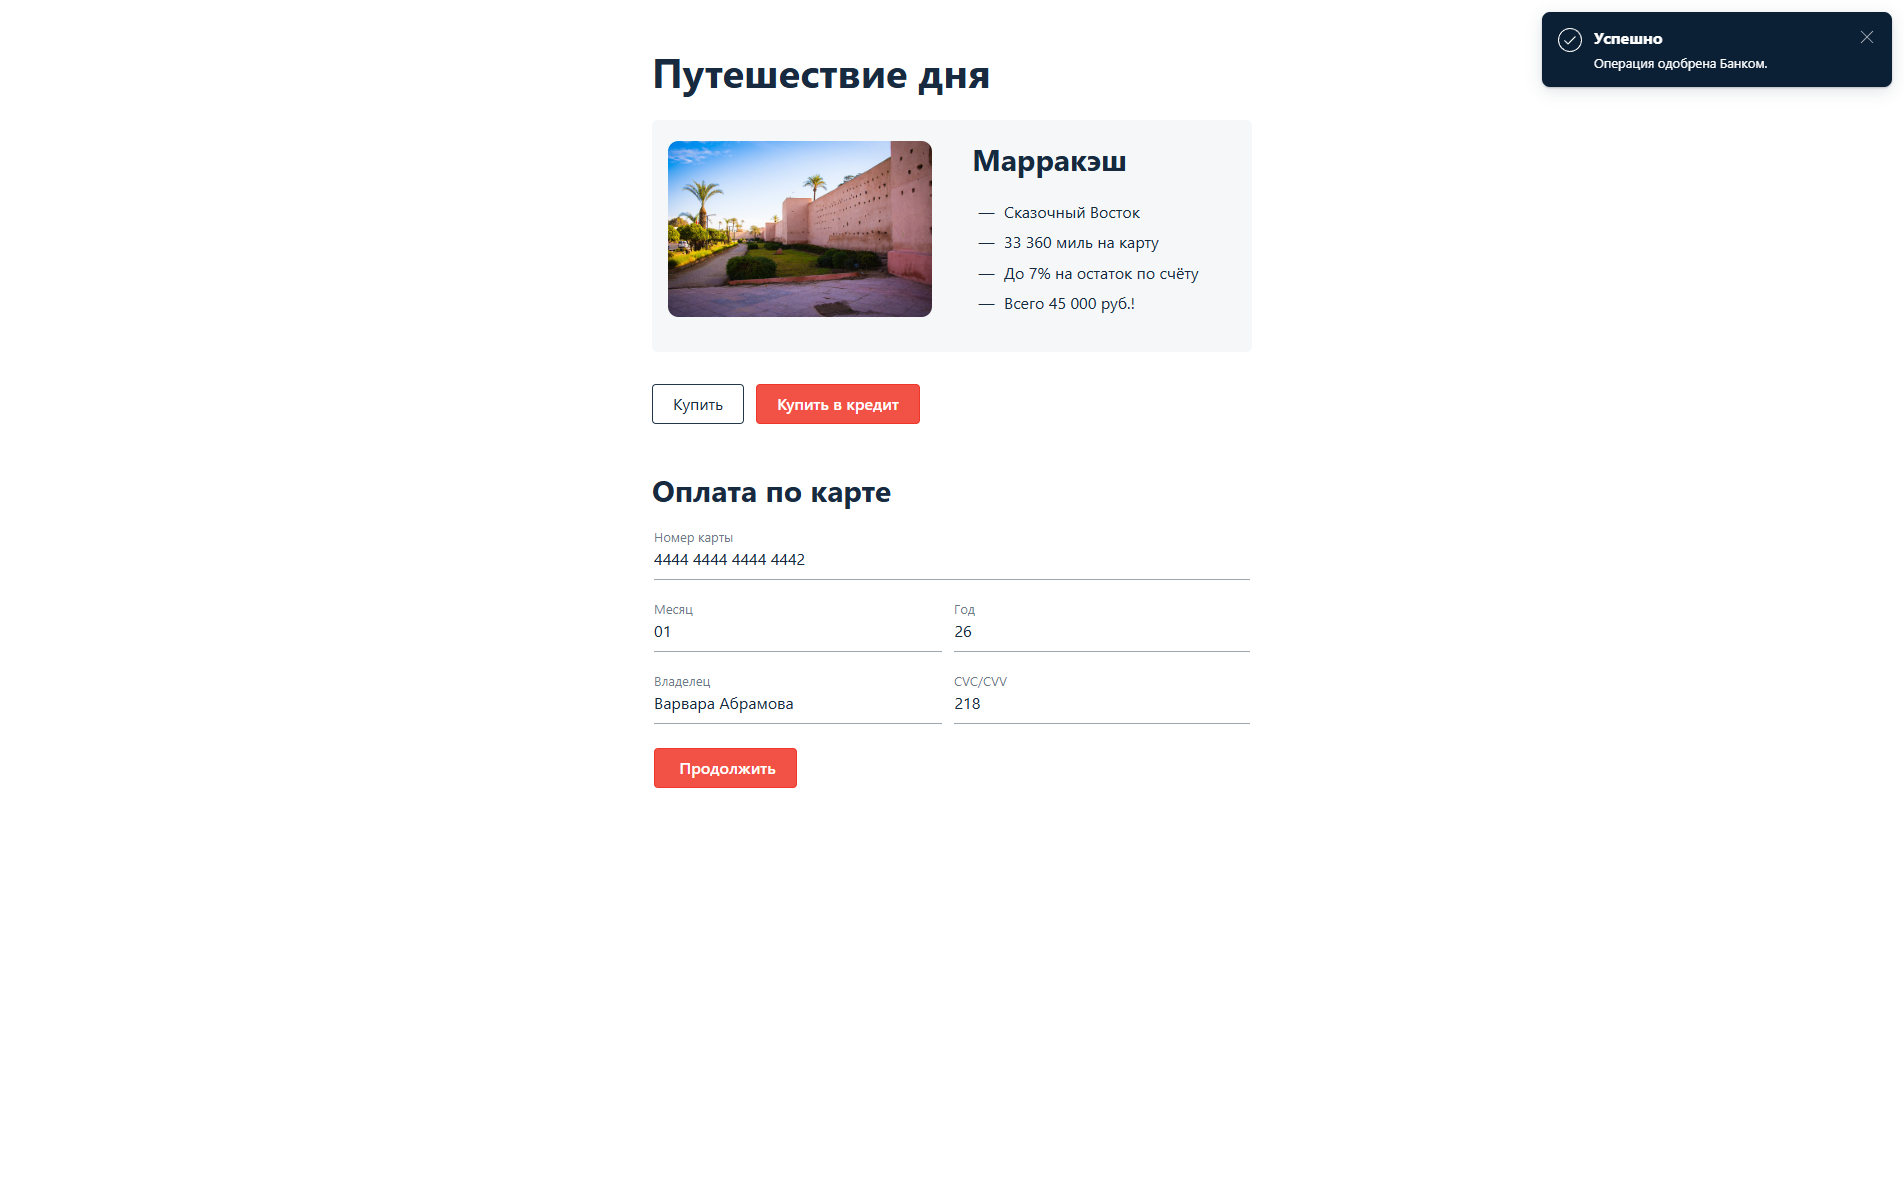 Успешно
Операция одобрена Банком.
Путешествие дня
Марракэш
— Сказочный Восток
— 33 360 миль на карту
— До 7% на остаток по счёту
— Всего 45 000 руб.!
Купить Купить в кредит
Оплата по карте
Номер карты
4444 4444 4444 4442
Месяц Год
01 26
Владелец CVC/CVV
Варвара Абрамова 218
Продолжить